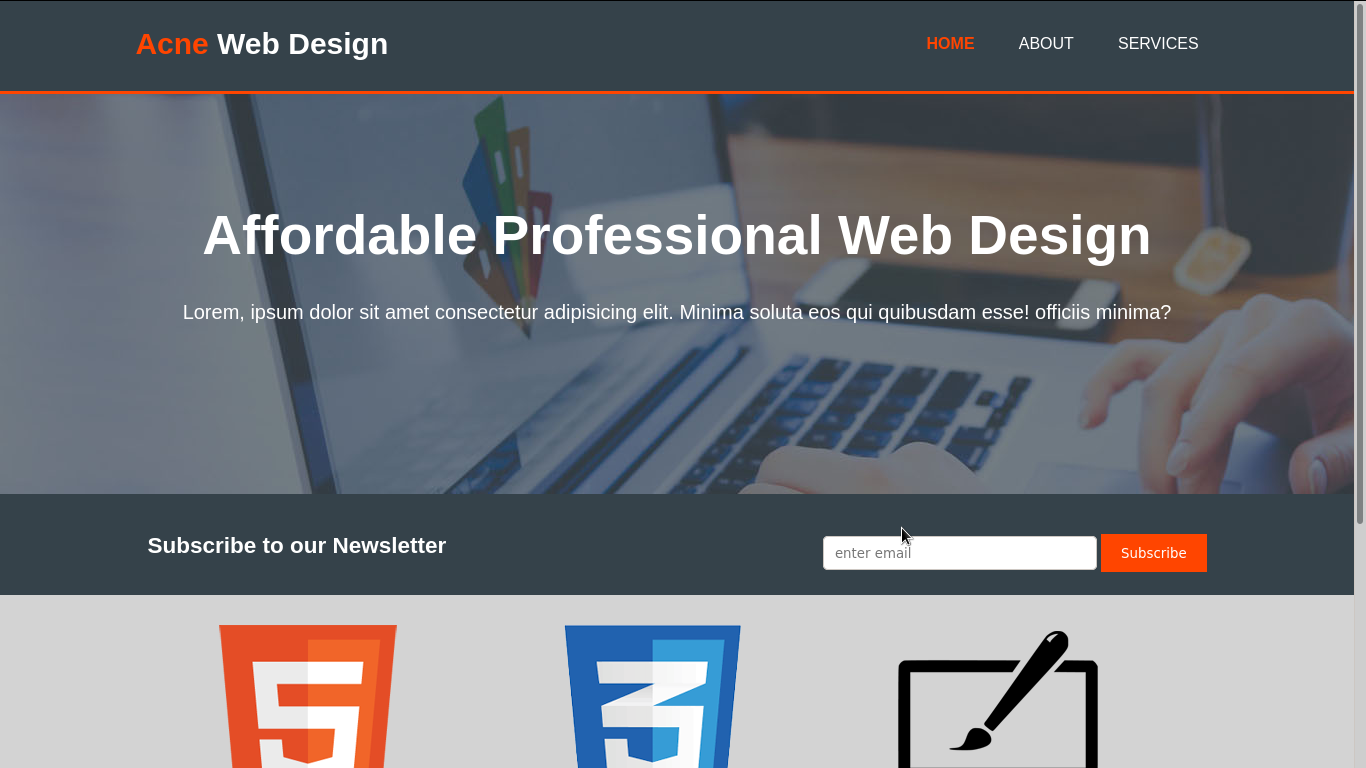 Acne Web Design
HOME ABOUT SERVICES
Affordable Professional Web Design
Lorem, ipsum dolor sit amet consectetur adipisicing elit. Minima soluta eos qui quibusdam esse! officiis minima?
Subscribe to our Newsletter
enter email
Subscribe